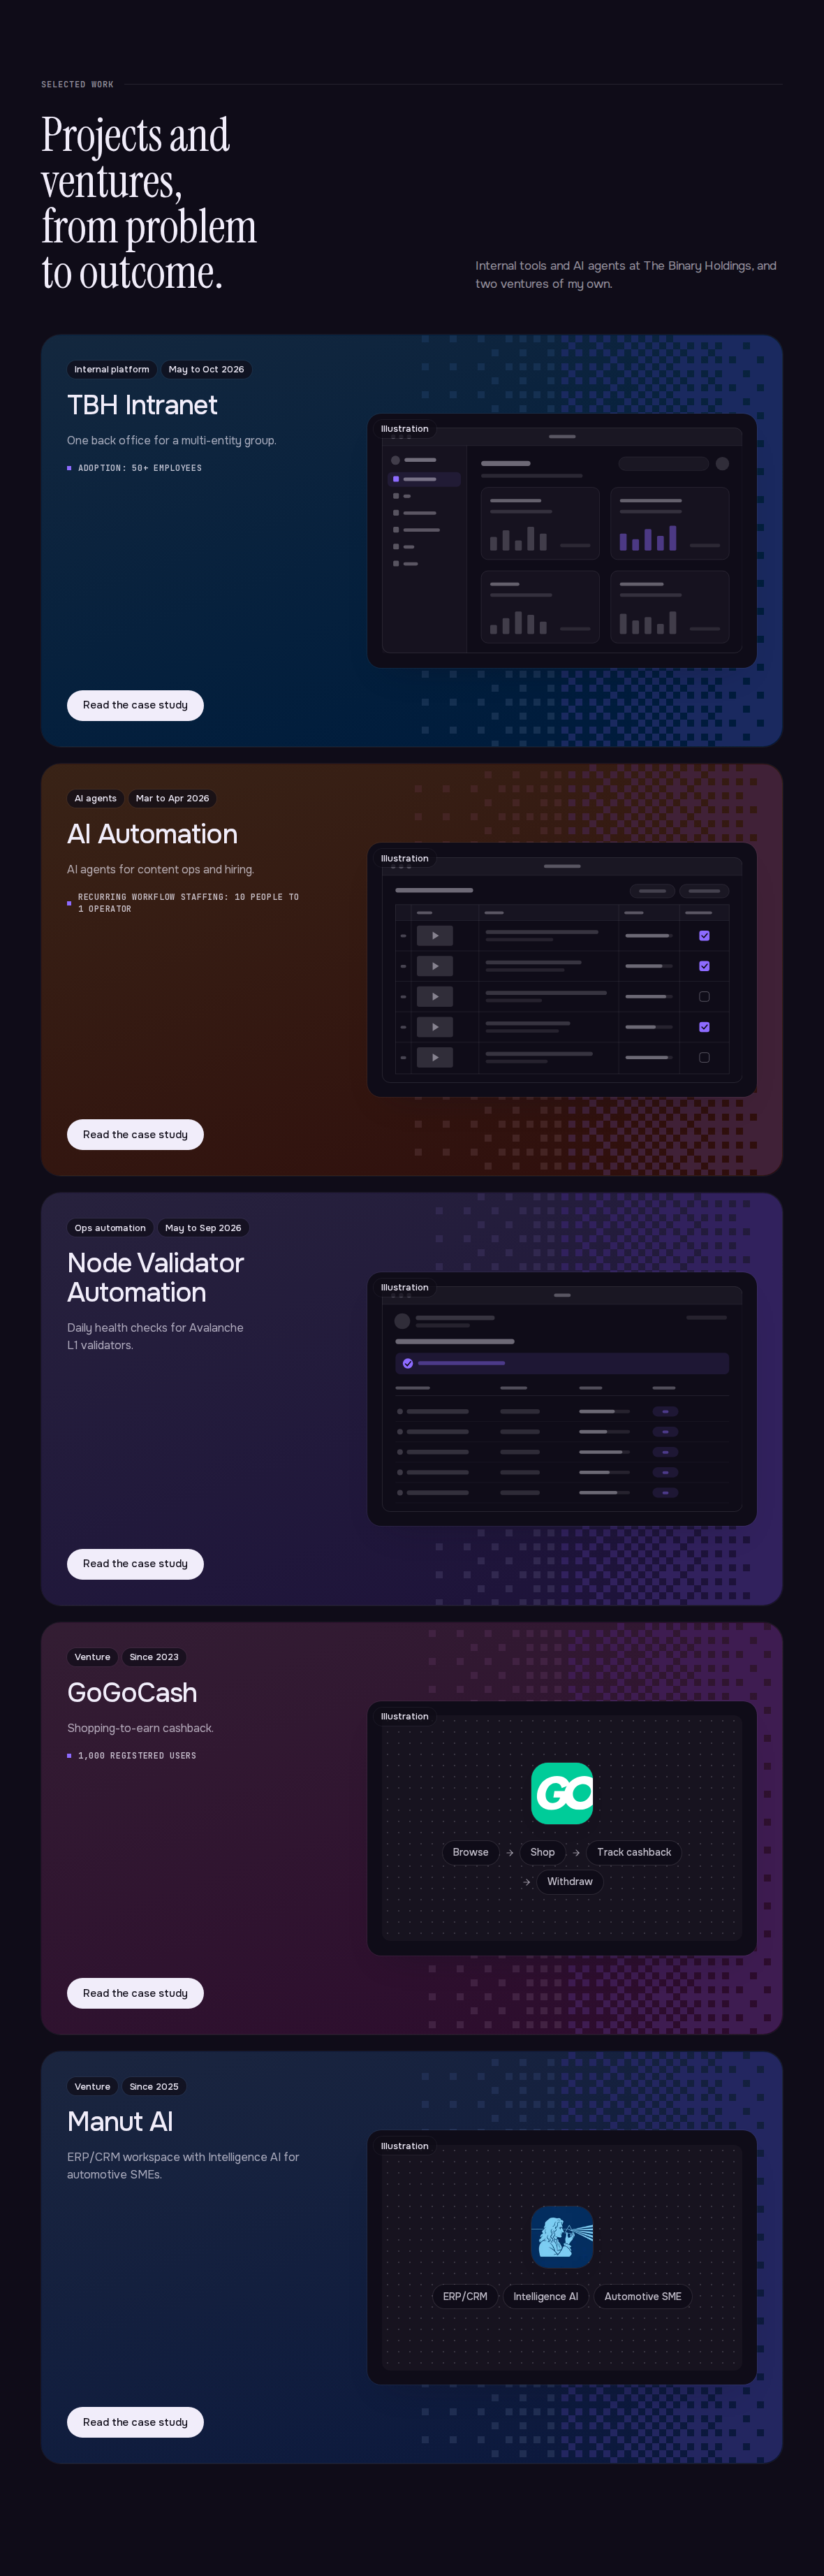 SELECTED WORK
Projects and
ventures,
from problem
to outcome.
Internal tools and AI agents at The Binary Holdings, and
two ventures of my own.
Internal platform
May to Oct 2026
TBH Intranet
One back office for a multi-entity group.
ADOPTION: 50+ EMPLOYEES
Read the case study
Illustration
AI agents
Mar to Apr 2026
AI Automation
AI agents for content ops and hiring.
RECURRING WORKFLOW STAFFING: 10 PEOPLE TO
1 OPERATOR
Read the case study
Illustration
Ops automation
May to Sep 2026
Node Validator
Automation
Daily health checks for Avalanche
L1 validators.
Read the case study
Illustration
Venture
Since 2023
GoGoCash
Shopping-to-earn cashback.
1,000 REGISTERED USERS
Read the case study
Illustration
GO
Browse → Shop → Track cashback
→ Withdraw
Venture
Since 2025
Manut AI
ERP/CRM workspace with Intelligence AI for
automotive SMEs.
Read the case study
Illustration
ERP/CRM
Intelligence AI
Automotive SME